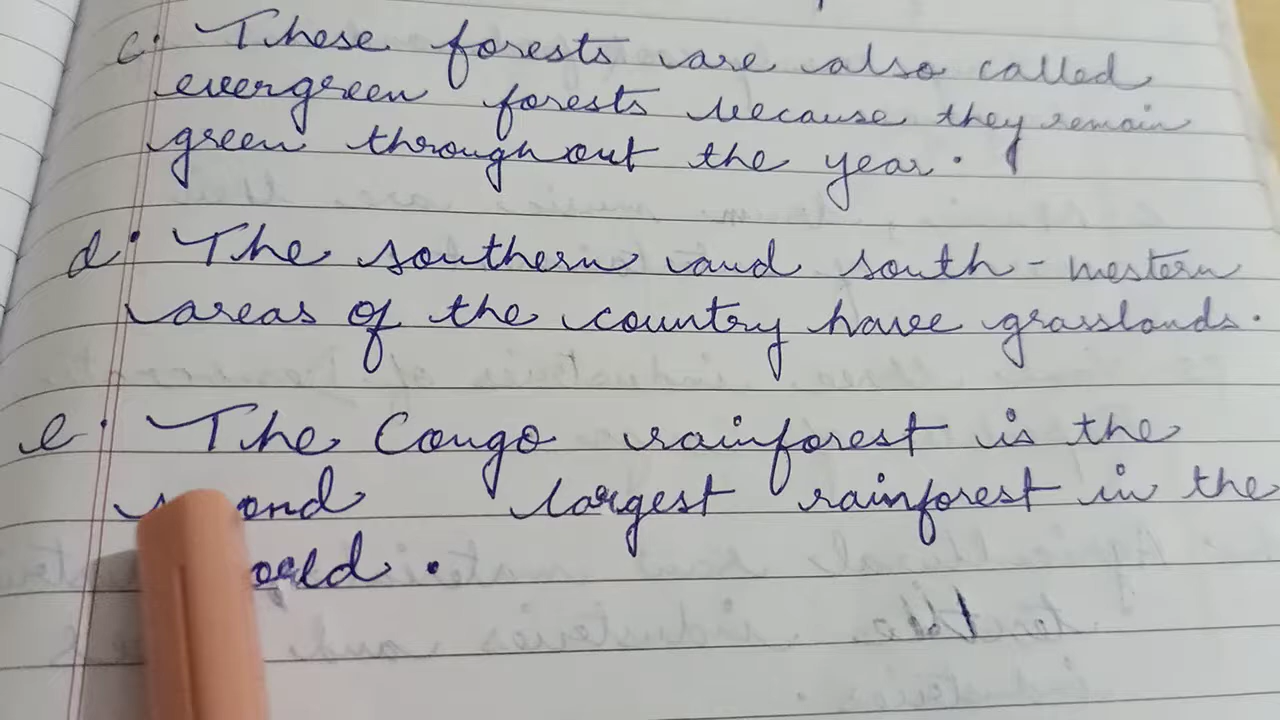 c. These forests are also called
evergreen forests because they remain
green throughout the year.
d. The southern and south-western
areas of the country have grasslands.
e. The Congo rainforest is the
largest rainforest in the